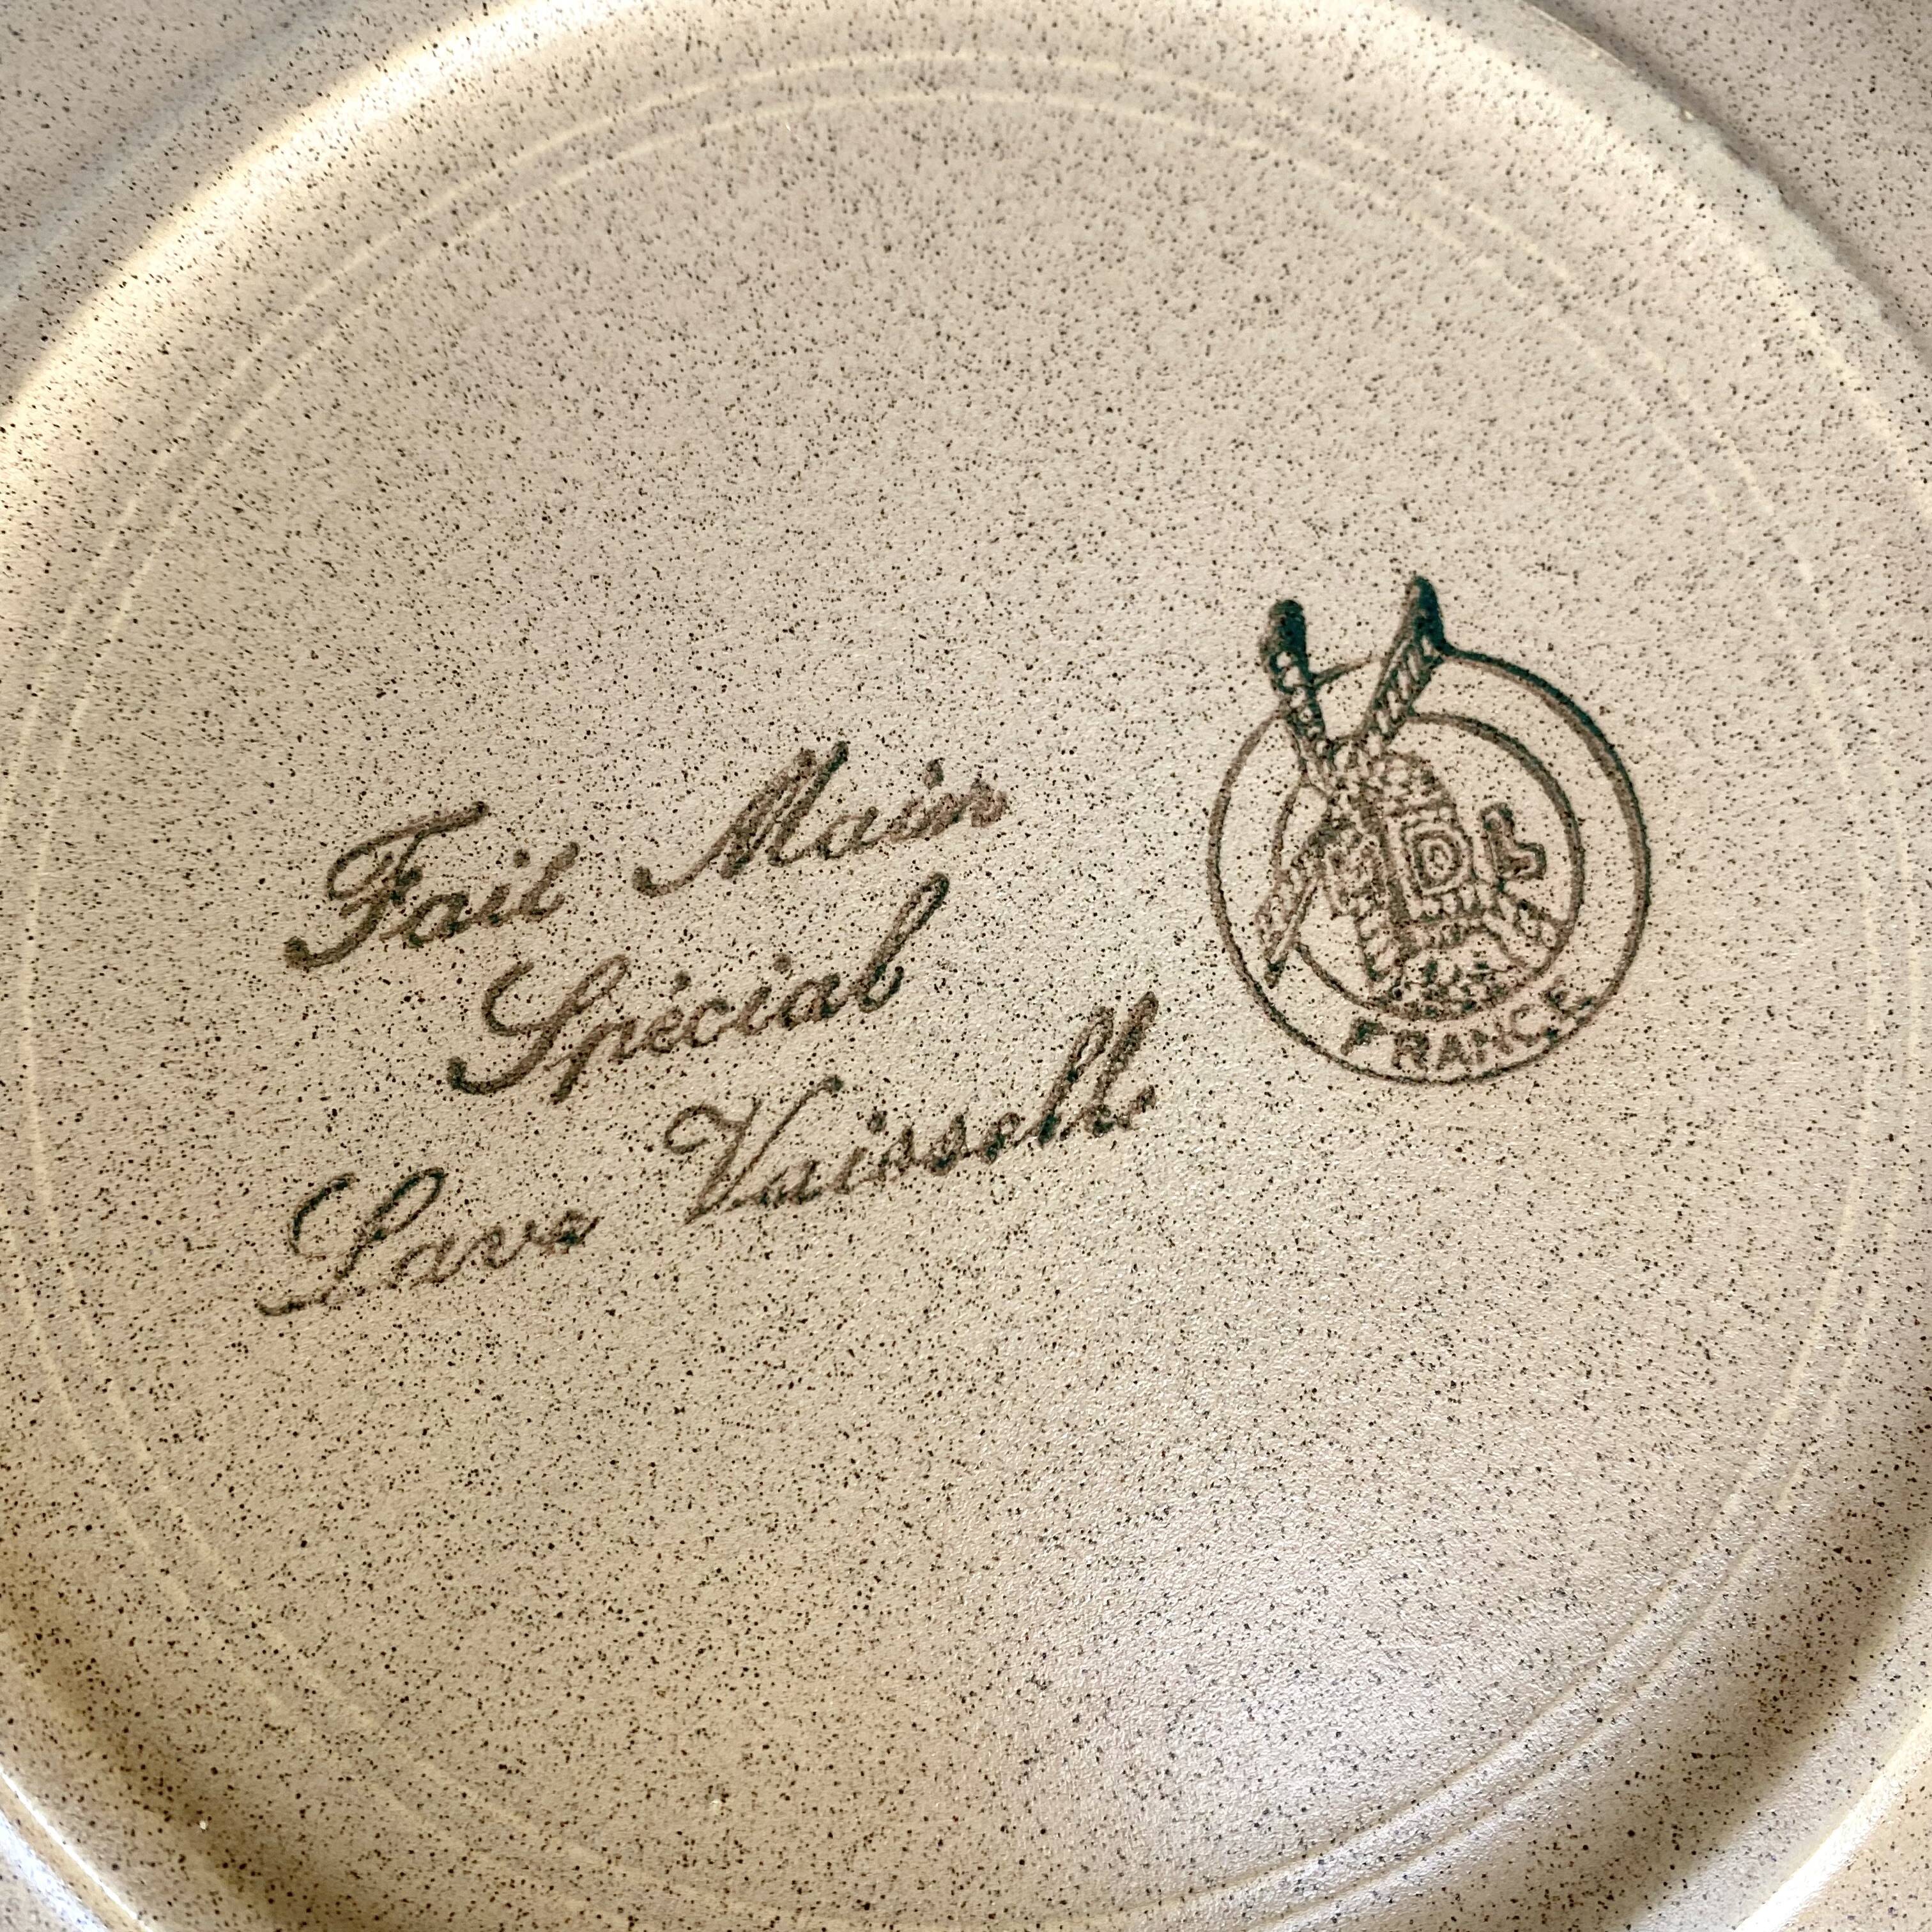 Fait Main
Spécial
Lave Vaisselle
FRANCE